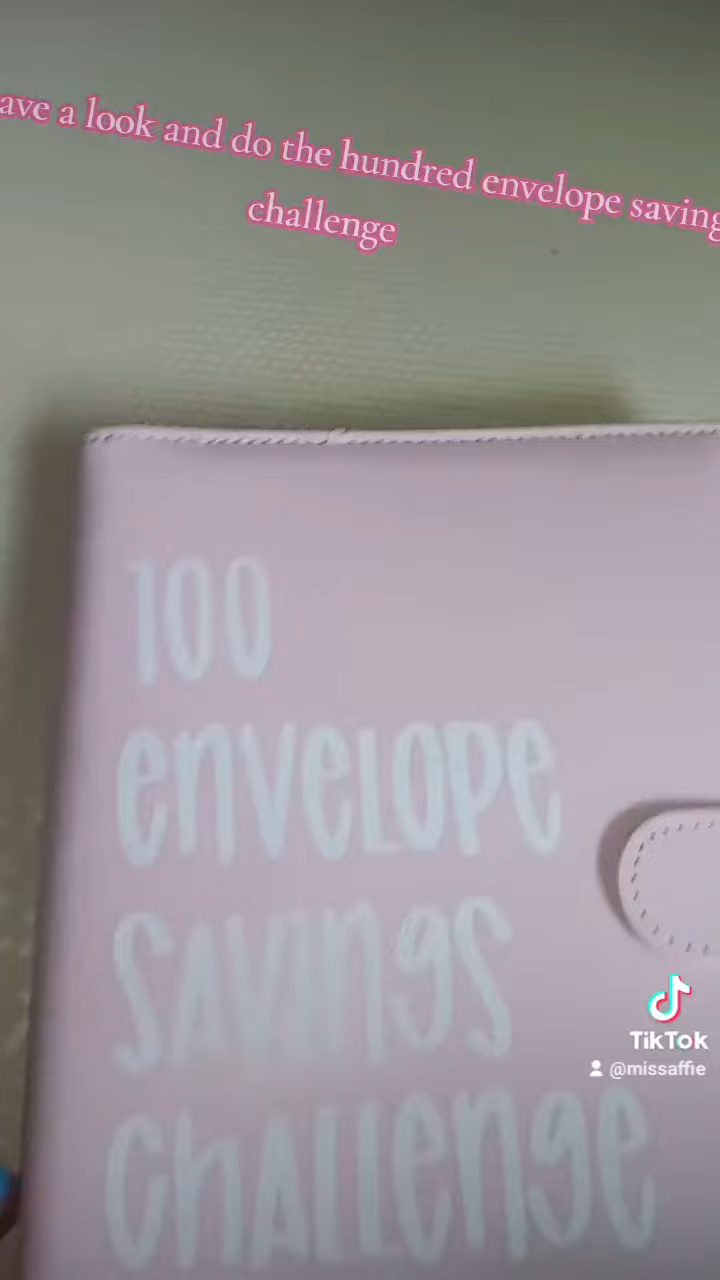 ave a look and do the hundred envelope saving
challenge
100
envelope
savings
challenge
TikTok
@missaffie